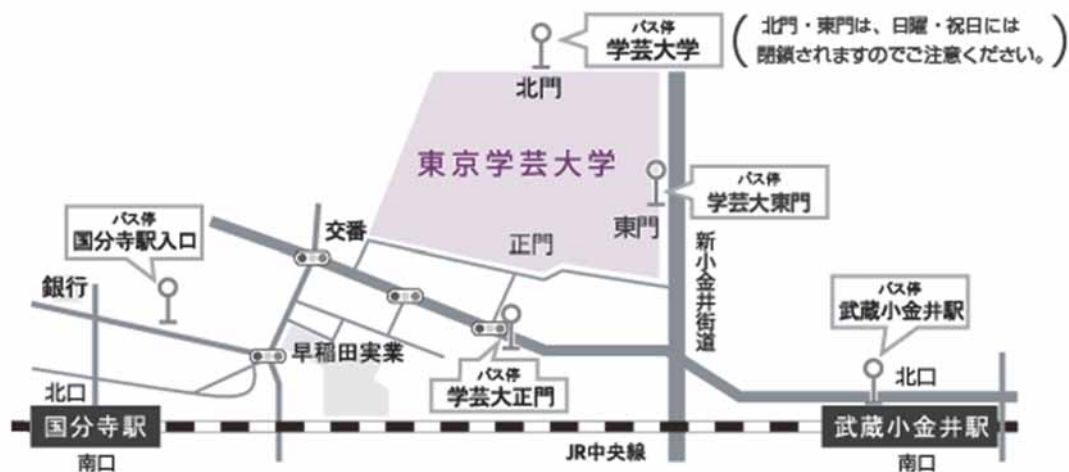 バス停
学芸大学
北門・東門は、日曜・祝日には
閉鎖されますのでご注意ください。
北門
東京学芸大学
バス停
学芸大東門
東門
バス停
国分寺駅入口
交番
正門
新小金井街道
銀行
バス停
武蔵小金井駅
早稲田実業
バス停
学芸大正門
北口
北口
国分寺駅
武蔵小金井駅
JR中央線
南口
南口